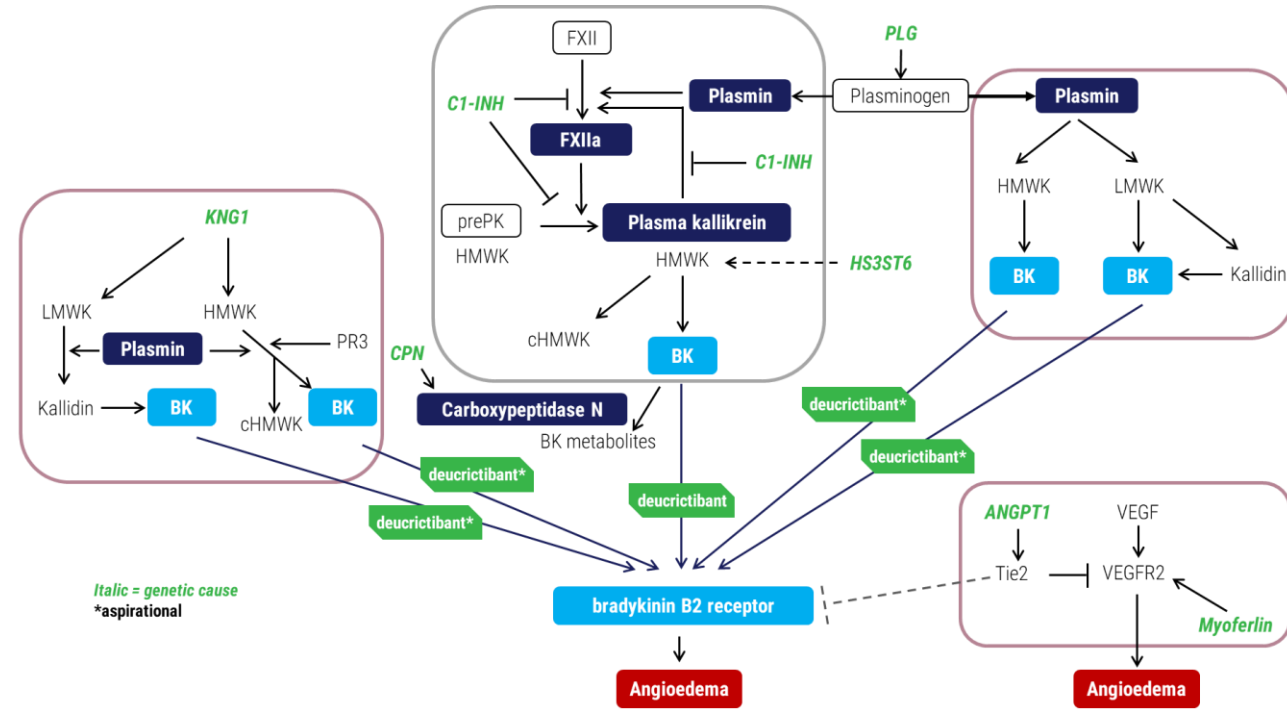 FXII
PLG
C1-INH
Plasmin
Plasminogen
Plasmin
FXIIa
C1-INH
HMWK
LMWK
KNG1
prePK
Plasma kallikrein
HMWK
HMWK
HS3ST6
BK
BK
Kallidin
LMWK
HMWK
Plasmin
PR3
cHMWK
BK
CPN
Kallidin
BK
cHMWK
BK
Carboxypeptidase N
BK metabolites
deucrictibant*
deucrictibant*
deucrictibant*
deucrictibant
deucrictibant*
ANGPT1
VEGF
Tie2
VEGFR2
Italic = genetic cause
*aspirational
bradykinin B2 receptor
Myoferlin
Angioedema
Angioedema